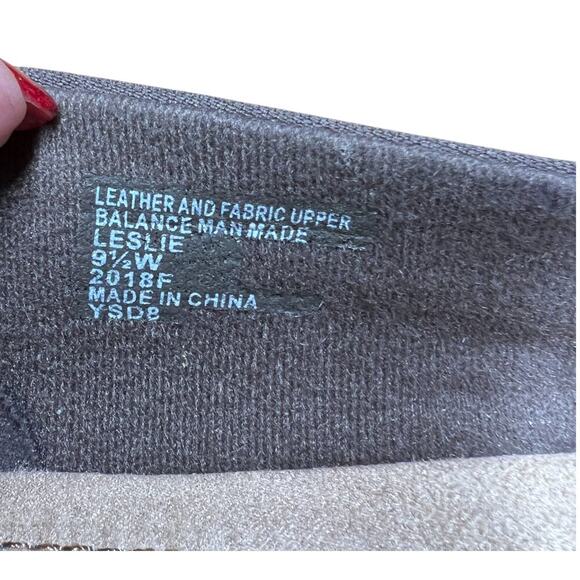 LEATHER AND FABRIC UPPER
BALANCE MAN MADE
LESLIE
9½W
2018F
MADE IN CHINA
YSD8